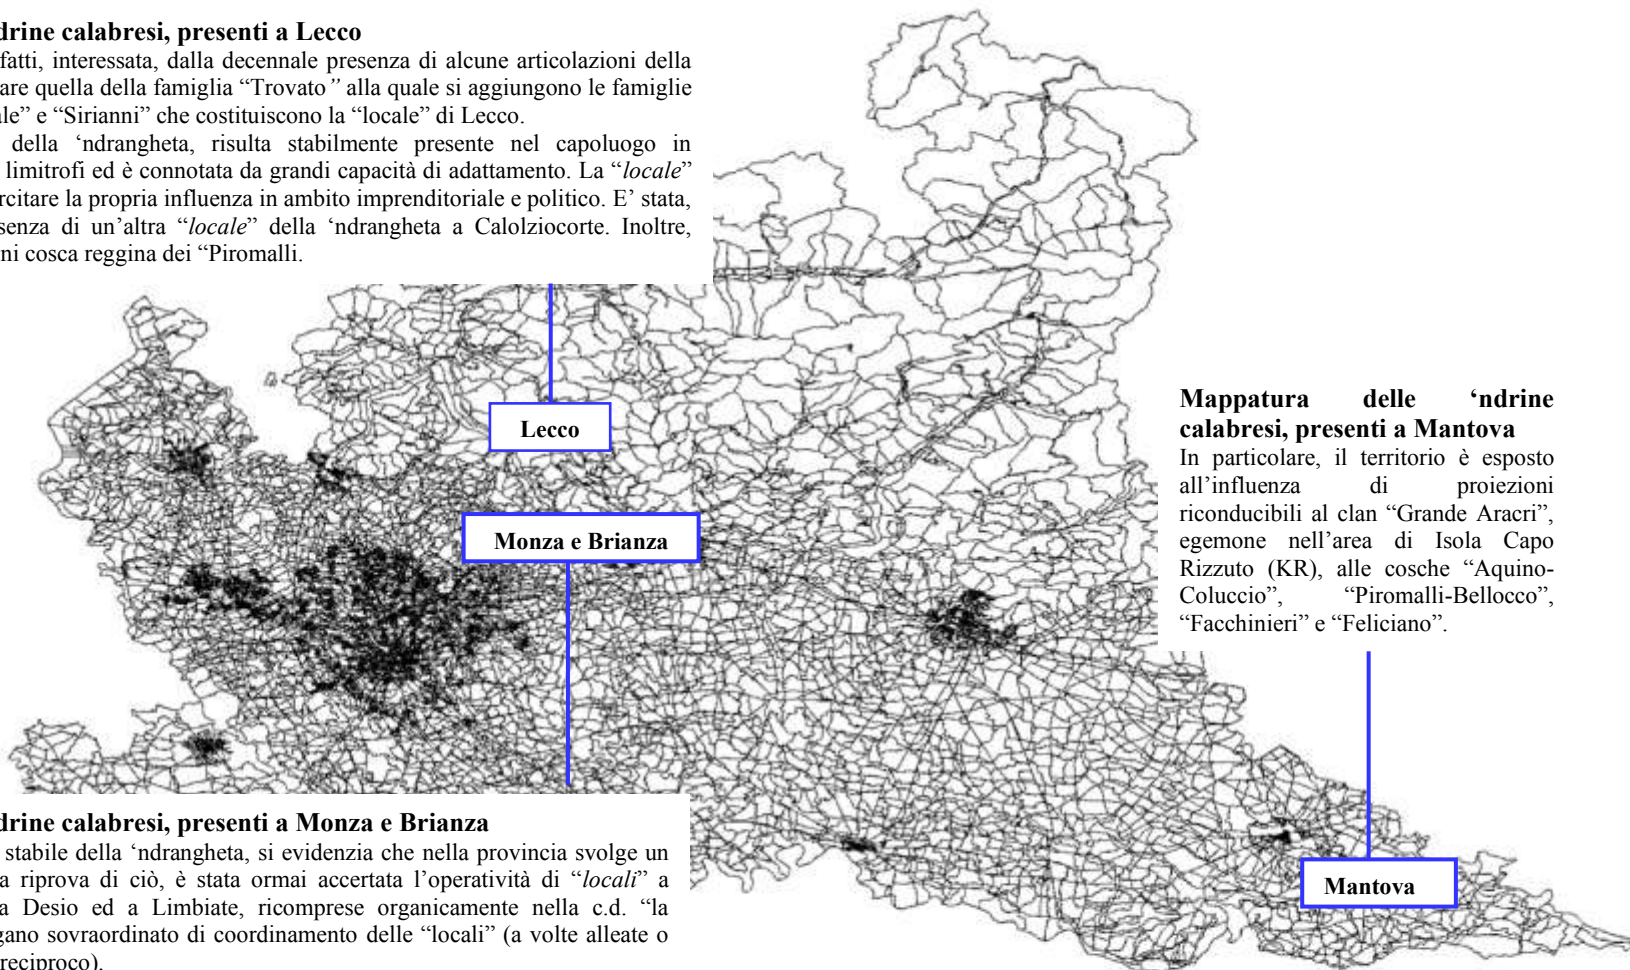 drine calabresi, presenti a Lecco
fatti, interessata, dalla decennale presenza di alcune articolazioni della
are quella della famiglia “Trovato” alla quale si aggiungono le famiglie
ale” e “Sirianni” che costituiscono la “locale” di Lecco.
della ‘ndrangheta, risulta stabilmente presente nel capoluogo in
limitrofi ed è connotata da grandi capacità di adattamento. La “locale”
rcitare la propria influenza in ambito imprenditoriale e politico. E’ stata,
senza di un’altra “locale” della ‘ndrangheta a Calolziocorte. Inoltre,
ni cosca reggina dei “Piromalli.
Lecco
Monza e Brianza
Mappatura delle ‘ndrine
calabresi, presenti a Mantova
In particolare, il territorio è esposto
all’influenza di proiezioni
riconducibili al clan “Grande Aracri”,
egemone nell’area di Isola Capo
Rizzuto (KR), alle cosche “Aquino-
Coluccio”, “Piromalli-Bellocco”,
“Facchinieri” e “Feliciano”.
Mantova
drine calabresi, presenti a Monza e Brianza
stabile della ‘ndrangheta, si evidenzia che nella provincia svolge un
a riprova di ciò, è stata ormai accertata l’operatività di “locali” a
a Desio ed a Limbiate, ricomprese organicamente nella c.d. “la
gano sovraordinato di coordinamento delle “locali” (a volte alleate o
reciproco).